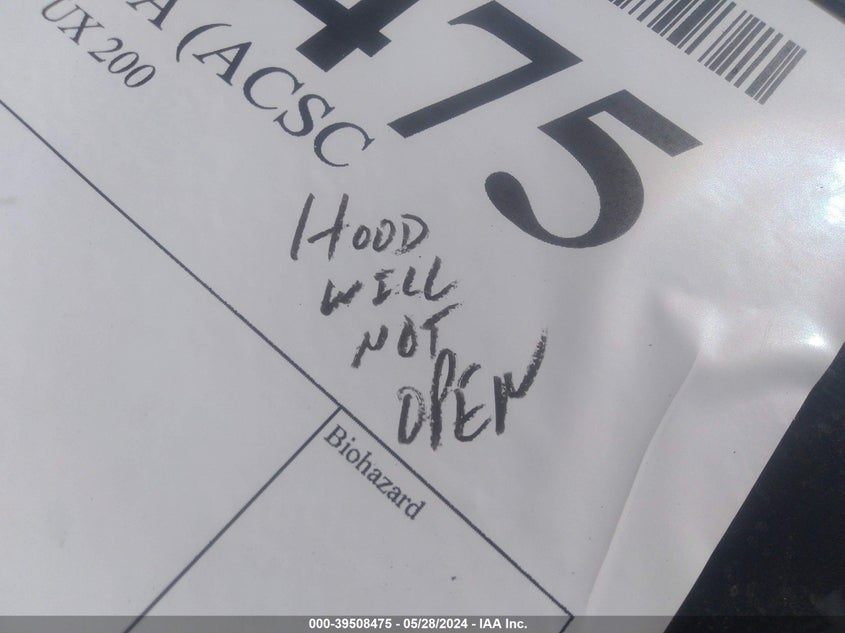 475
A (ACSC
UX 200
HOOD
WILL
NOT
OPEN
Biohazard
000-39508475 - 05/28/2024 - IAA Inc.